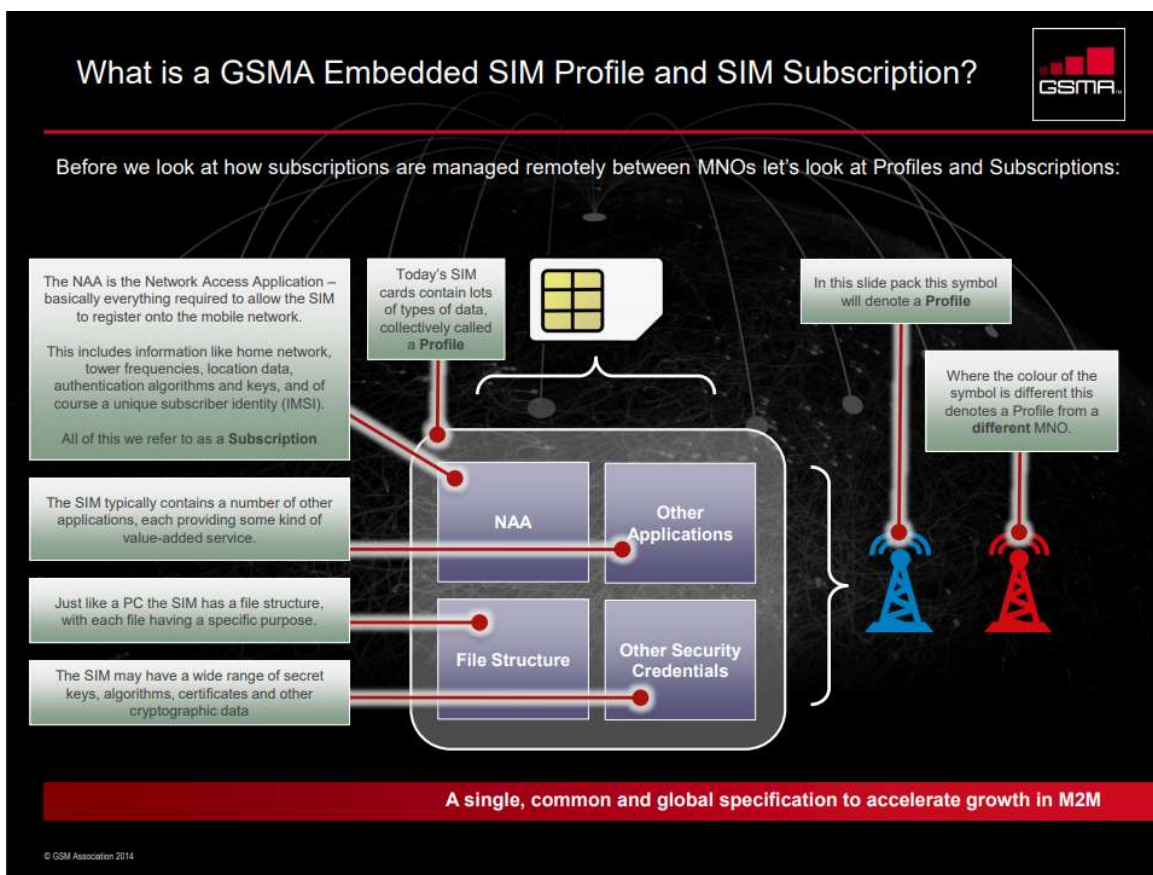 What is a GSMA Embedded SIM Profile and SIM Subscription?
GSMA™
Before we look at how subscriptions are managed remotely between MNOs let's look at Profiles and Subscriptions:
The NAA is the Network Access Application –
basically everything required to allow the SIM
to register onto the mobile network.
This includes information like home network,
tower frequencies, location data,
authentication algorithms and keys, and of
course a unique subscriber identity (IMSI).
All of this we refer to as a Subscription
Today's SIM
cards contain lots
of types of data,
collectively called
a Profile
In this slide pack this symbol
will denote a Profile
Where the colour of the
symbol is different this
denotes a Profile from a
different MNO.
The SIM typically contains a number of other
applications, each providing some kind of
value-added service.
Just like a PC the SIM has a file structure,
with each file having a specific purpose.
The SIM may have a wide range of secret
keys, algorithms, certificates and other
cryptographic data
NAA
Other
Applications
File Structure
Other Security
Credentials
A single, common and global specification to accelerate growth in M2M
© GSM Association 2014